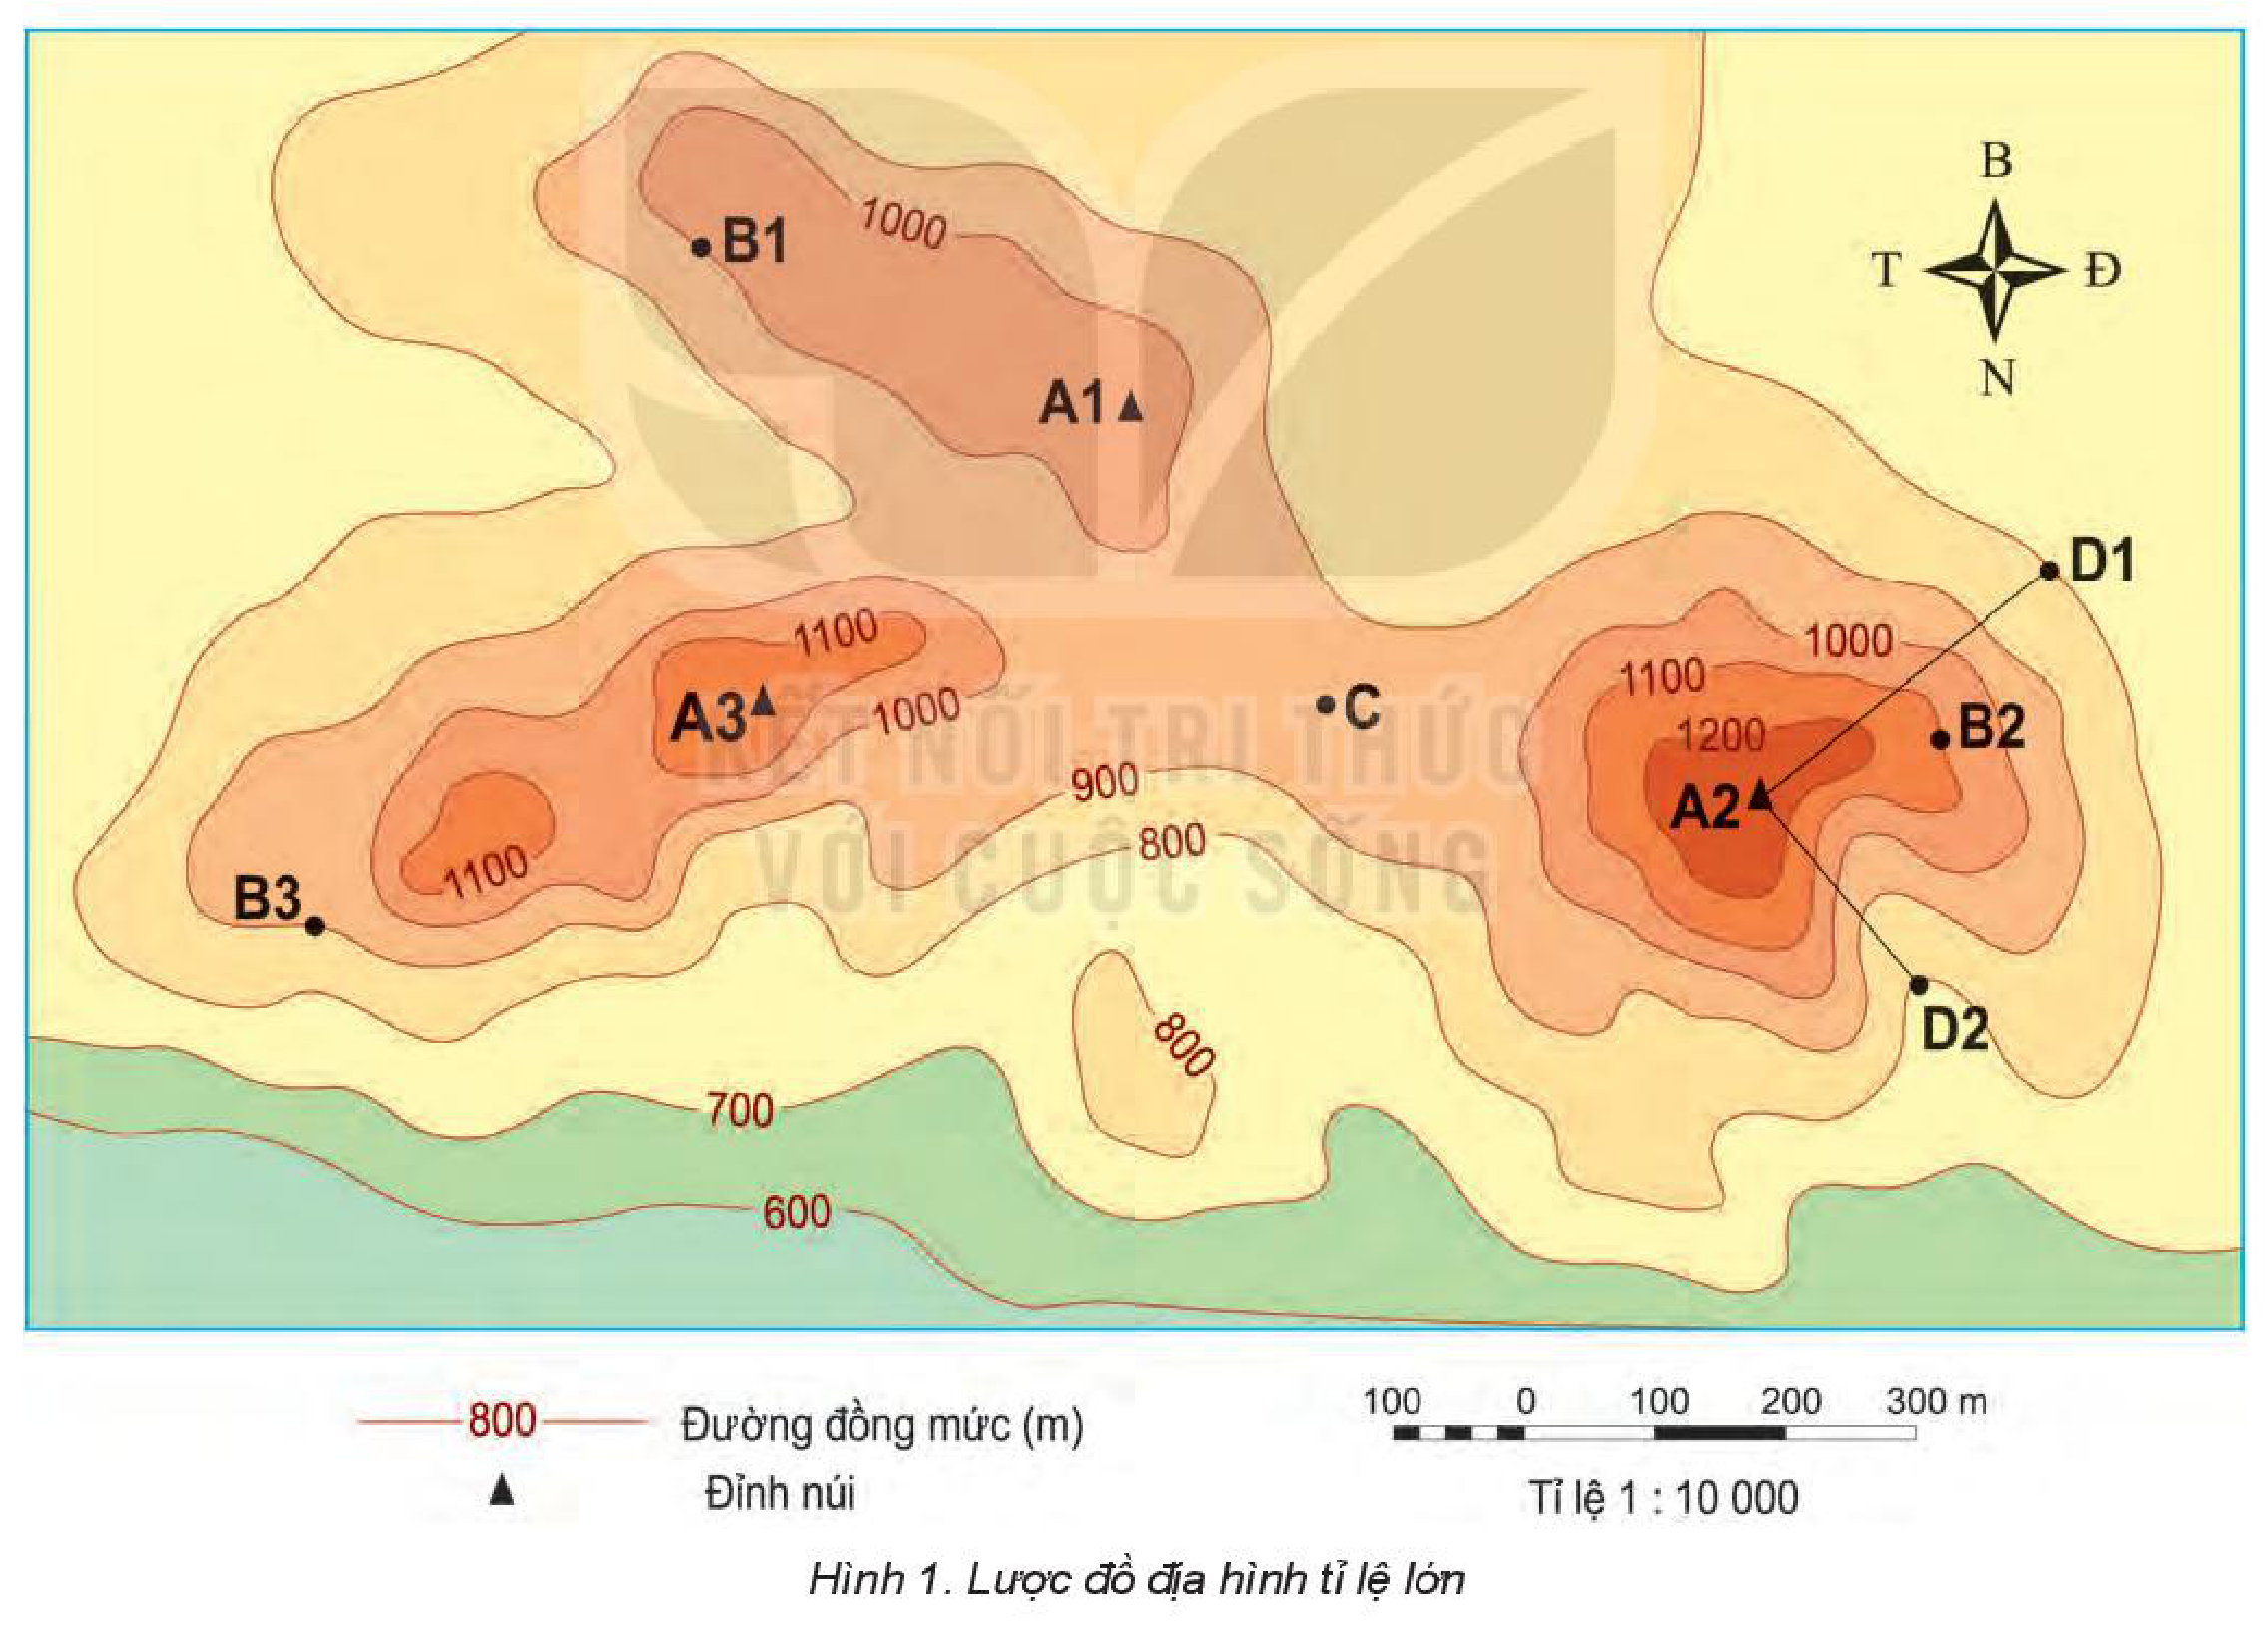 B
T Đ
N
1000
B1
A1
D1
1100
1000
1100
A3
1000
C
1200
B2
A2
KẾT NỐI TRI THỨC
900
VỚI CUỘC SỐNG
800
1100
B3
D2
800
700
600
800 Đường đồng mức (m)
Đỉnh núi
100 0 100 200 300 m
Tỉ lệ 1 : 10 000
Hình 1. Lược đồ địa hình tỉ lệ lớn